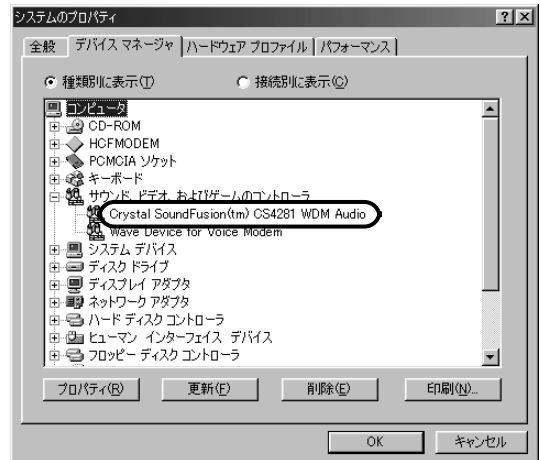 システムのプロパティ
全般 デバイス マネージャ ハードウェア プロファイル パフォーマンス
種類別に表示(T) 接続別に表示(C)
コンピュータ
CD-ROM
HCFMODEM
PCMCIA ソケット
キーボード
サウンド、ビデオ、およびゲームのコントローラ
Crystal SoundFusion(tm) CS4281 WDM Audio
Wave Device for Voice Modem
システム デバイス
ディスク ドライブ
ディスプレイ アダプタ
ネットワーク アダプタ
ハード ディスク コントローラ
ヒューマン インターフェイス デバイス
フロッピー ディスク コントローラ
プロパティ(R) 更新(F) 削除(E) 印刷(N)...
OK キャンセル